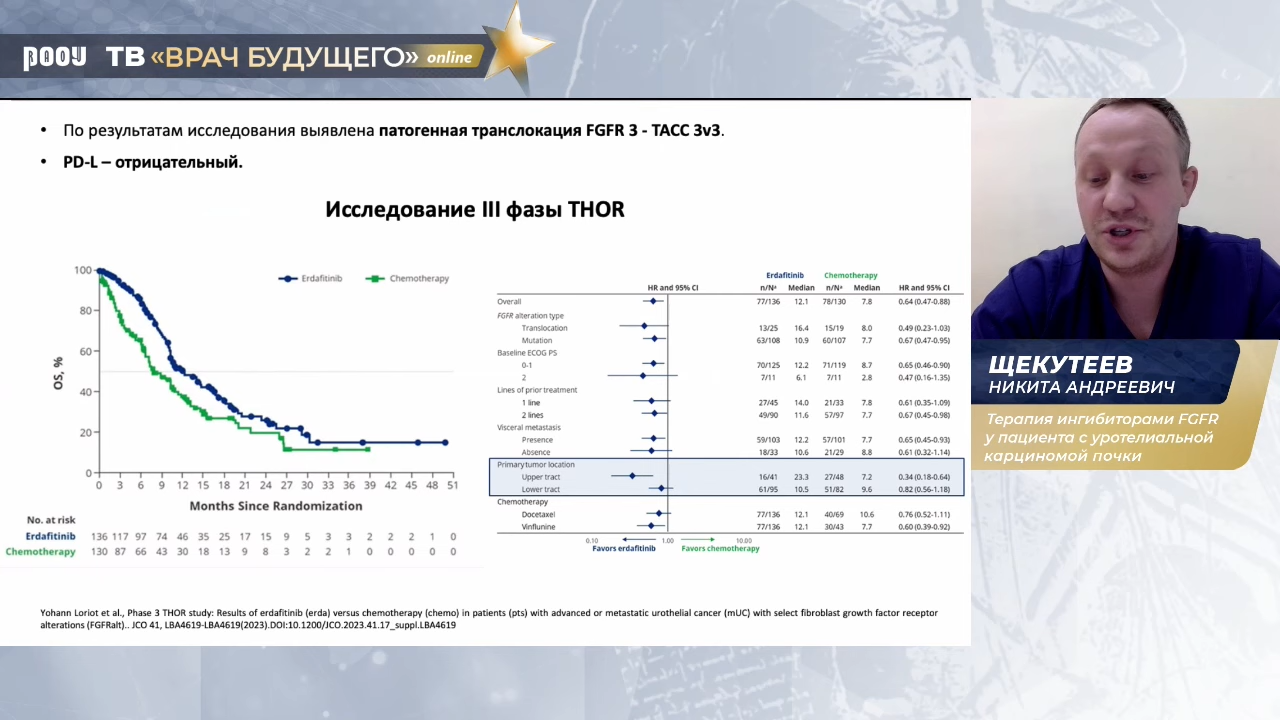 РООУ ТВ «ВРАЧ БУДУЩЕГО» online
• По результатам исследования выявлена патогенная транслокация FGFR 3 - TACC 3v3.
• PD-L – отрицательный.
Исследование III фазы THOR
Erdafitinib Chemotherapy
OS, %
100
80
60
40
20
0
0 3 6 9 12 15 18 21 24 27 30 33 36 39 42 45 48 51
Months Since Randomization
No. at risk
Erdafitinib 136 117 97 74 46 35 25 17 15 9 5 3 3 2 2 2 1 0
Chemotherapy 130 87 66 43 30 18 13 9 8 3 2 2 1 0 0 0 0 0
Erdafitinib Chemotherapy
HR and 95% CI n/Nᵃ Median n/Nᵃ Median HR and 95% CI
Overall 77/136 12.1 78/130 7.8 0.64 (0.47-0.88)
FGFR alteration type
Translocation 13/25 16.4 15/19 8.0 0.49 (0.23-1.03)
Mutation 63/108 10.9 60/107 7.7 0.67 (0.47-0.95)
Baseline ECOG PS
0-1 70/125 12.2 71/119 8.7 0.65 (0.46-0.90)
2 7/11 6.1 7/11 2.8 0.47 (0.16-1.35)
Lines of prior treatment
1 line 27/45 14.0 21/33 7.8 0.61 (0.35-1.09)
2 lines 49/90 11.6 57/97 7.7 0.67 (0.45-0.98)
Visceral metastasis
Presence 59/103 12.2 57/101 7.7 0.65 (0.45-0.93)
Absence 18/33 10.6 21/29 8.8 0.61 (0.32-1.14)
Primary tumor location
Upper tract 16/41 23.3 27/48 7.2 0.34 (0.18-0.64)
Lower tract 61/95 10.5 51/82 9.6 0.82 (0.56-1.18)
Chemotherapy
Docetaxel 77/136 12.1 40/69 10.6 0.76 (0.52-1.11)
Vinflunine 77/136 12.1 30/43 7.7 0.60 (0.39-0.92)
0.10 1.00 10.00
Favors erdafitinib Favors chemotherapy
Yohann Loriot et al., Phase 3 THOR study: Results of erdafitinib (erda) versus chemotherapy (chemo) in patients (pts) with advanced or metastatic urothelial cancer (mUC) with select fibroblast growth factor receptor
alterations (FGFRalt).. JCO 41, LBA4619-LBA4619(2023).DOI:10.1200/JCO.2023.41.17_suppl.LBA4619
ЩЕКУТЕЕВ
НИКИТА АНДРЕЕВИЧ
Терапия ингибиторами FGFR
у пациента с уротелиальной
карциномой почки